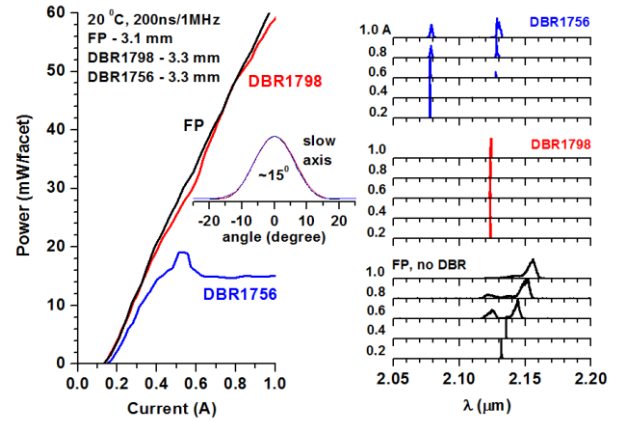 60
50
40
30
20
10
0
Power (mW/facet)
20 ⁰C, 200ns/1MHz
FP - 3.1 mm
DBR1798 - 3.3 mm
DBR1756 - 3.3 mm
DBR1798
FP
slow
axis
~15⁰
-20 -10 0 10 20
angle (degree)
DBR1756
0.0 0.2 0.4 0.6 0.8 1.0
Current (A)
DBR1756
1.0 A
0.8
0.6
0.4
0.2
DBR1798
1.0
0.8
0.6
0.4
0.2
FP, no DBR
1.0
0.8
0.6
0.4
0.2
2.05 2.10 2.15 2.20
λ (μm)